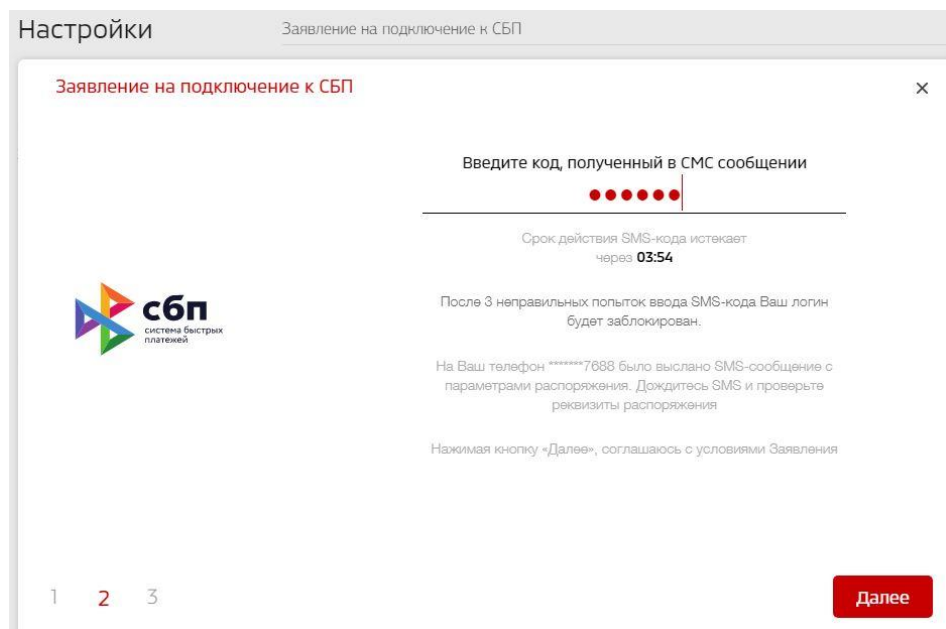 Настройки
Заявление на подключение к СБП
Заявление на подключение к СБП
Введите код, полученный в СМС сообщении
Срок действия SMS-кода истекает
через 03:54
После 3 неправильных попыток ввода SMS-кода Ваш логин
будет заблокирован.
сбп
система быстрых
платежей
На Ваш телефон *******7688 было выслано SMS-сообщение с
параметрами распоряжения. Дождитесь SMS и проверьте
реквизиты распоряжения
Нажимая кнопку «Далее», соглашаюсь с условиями Заявления
1 2 3
Далее